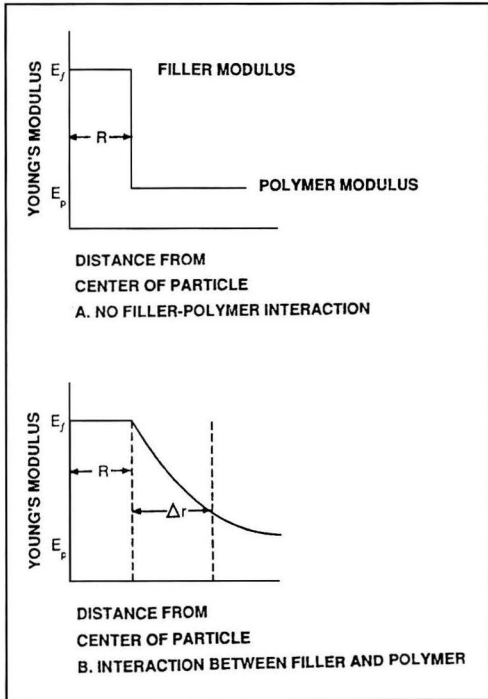 YOUNG'S MODULUS
E_f
FILLER MODULUS
R
E_p
POLYMER MODULUS
DISTANCE FROM
CENTER OF PARTICLE
A. NO FILLER-POLYMER INTERACTION
YOUNG'S MODULUS
E_f
R
Δr
E_p
DISTANCE FROM
CENTER OF PARTICLE
B. INTERACTION BETWEEN FILLER AND POLYMER